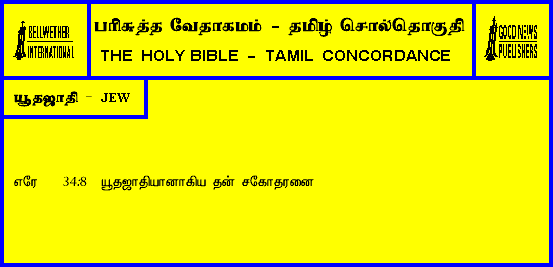 BELLWETHER
INTERNATIONAL
பரிசுத்த வேதாகமம் - தமிழ் சொல்தொகுதி
THE HOLY BIBLE - TAMIL CONCORDANCE
GOOD NEWS
PUBLISHERS
யூதஜாதி - JEW
எரே 34:8 யூதஜாதியானாகிய தன் சகோதரனை